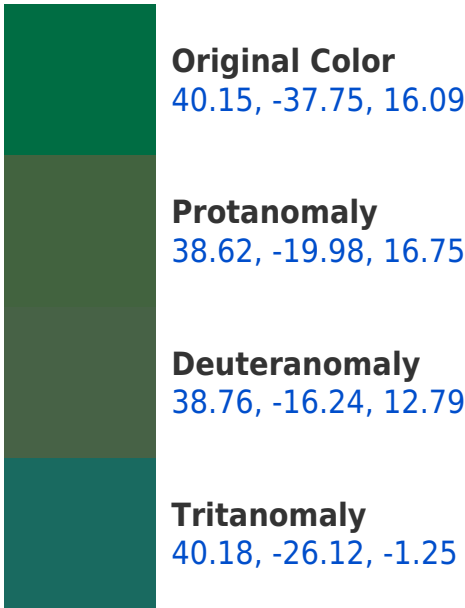 Original Color
40.15, -37.75, 16.09
Protanomaly
38.62, -19.98, 16.75
Deuteranomaly
38.76, -16.24, 12.79
Tritanomaly
40.18, -26.12, -1.25